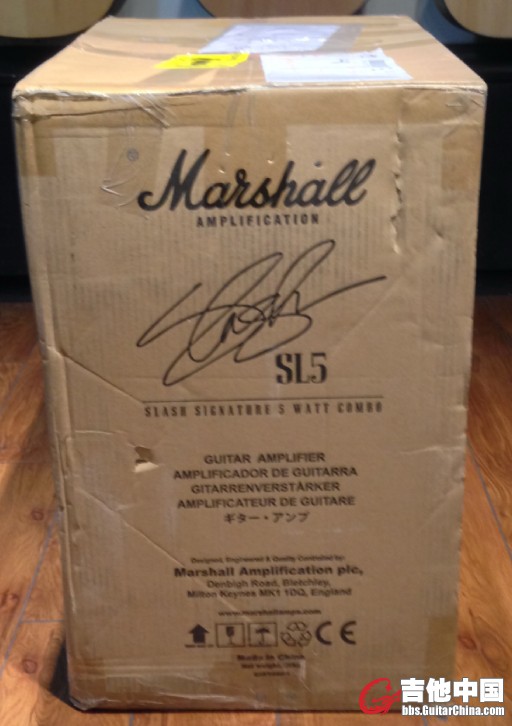 Marshall
AMPLIFICATION
Slash
SL5
SLASH SIGNATURE 5 WATT COMBO
GUITAR AMPLIFIER
AMPLIFICADOR DE GUITARRA
GITARRENVERSTÄRKER
AMPLIFICATEUR DE GUITARE
ギター・アンプ
Designed, Engineered & Quality Controlled by:
Marshall Amplification plc,
Denbigh Road, Bletchley,
Milton Keynes MK1 1DQ, England
www.marshallamps.com
CE
Made in China
吉他中国
bbs.GuitarChina.com